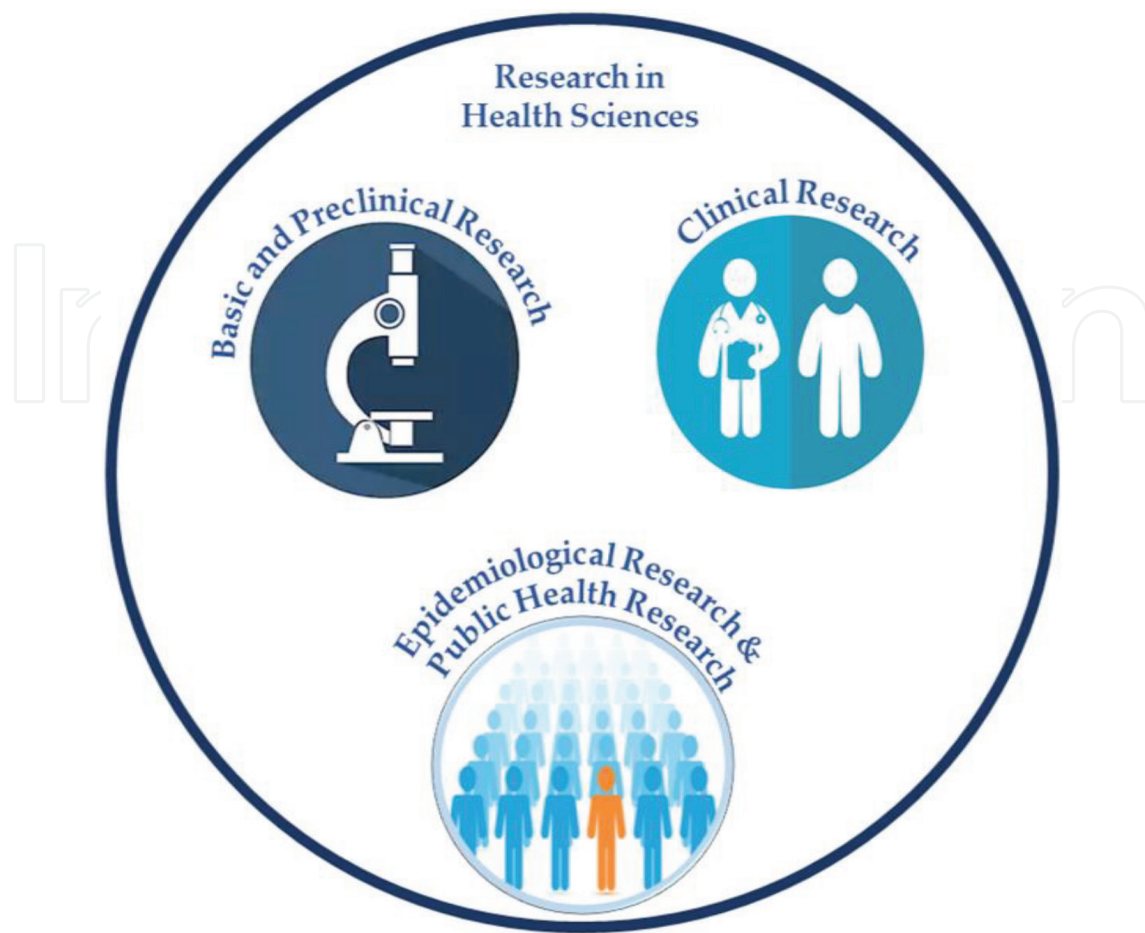 Research in
Health Sciences
Basic and Preclinical Research
Clinical Research
Epidemiological Research &
Public Health Research